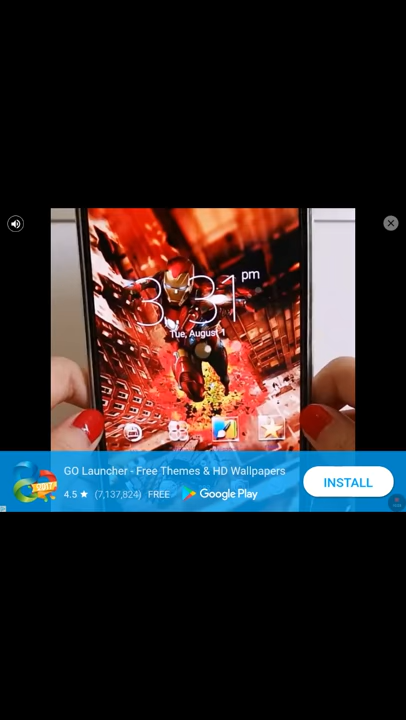 3:31 pm
Tue, August 1
GO Launcher - Free Themes & HD Wallpapers
2017
4.5 ★ (7,137,824) FREE
Google Play
INSTALL